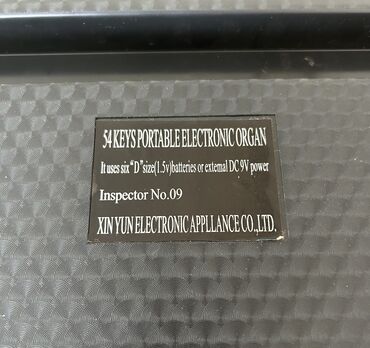 54 KEYS PORTABLE ELECTRONIC ORGAN
It uses six "D" size(1.5v)batteries or external DC 9V power
Inspector No.09
XIN YUN ELECTRONIC APPLLANCE CO.,LTD.